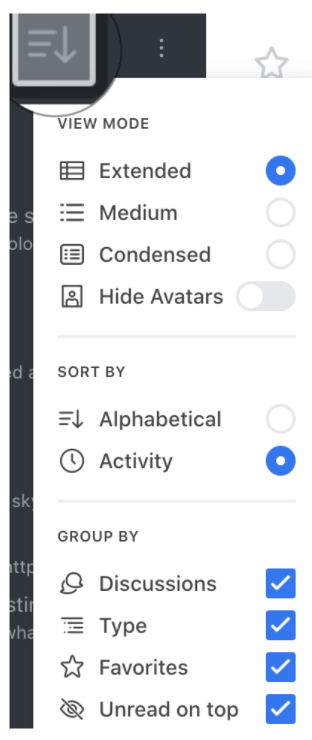 VIEW MODE
Extended
Medium
Condensed
Hide Avatars
SORT BY
Alphabetical
Activity
GROUP BY
Discussions
Type
Favorites
Unread on top